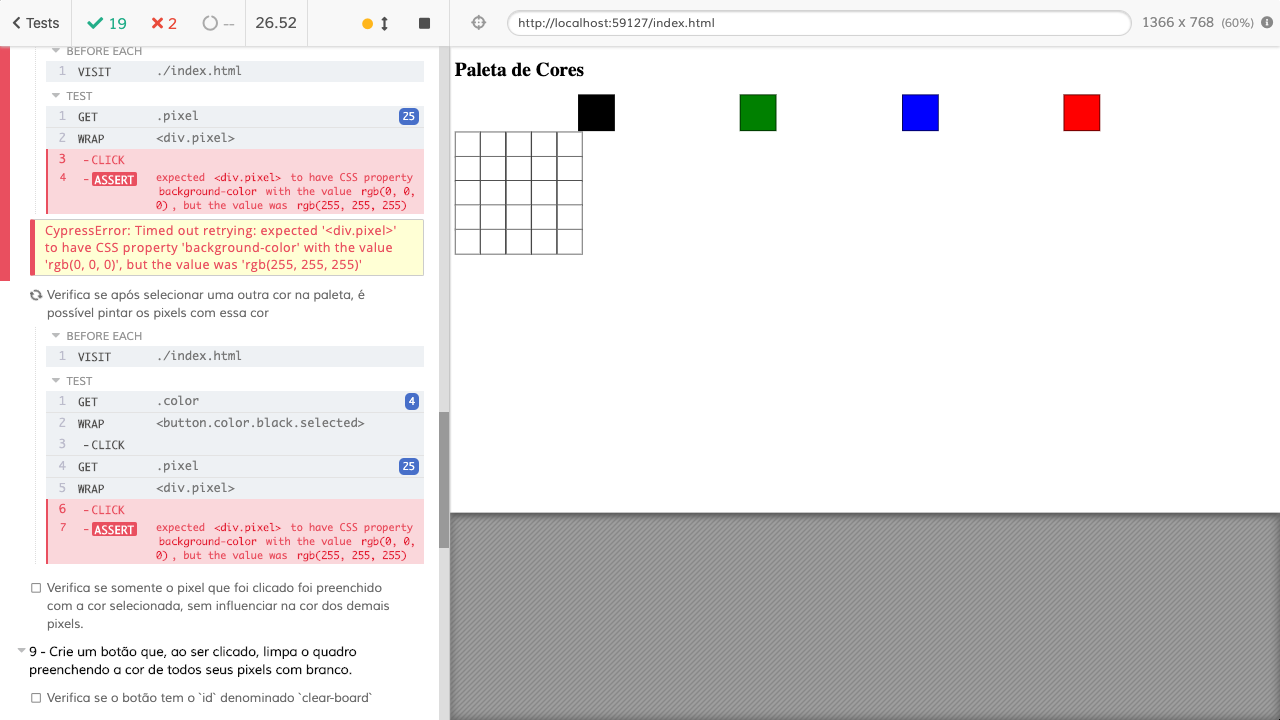 Tests
19
2
--
26.52
http://localhost:59127/index.html
1366 x 768 (60%)
BEFORE EACH
1 VISIT ./index.html
TEST
1 GET .pixel 25
2 WRAP <div.pixel>
3 -CLICK
4 -ASSERT expected <div.pixel> to have CSS property
background-color with the value rgb(0, 0,
0), but the value was rgb(255, 255, 255)
CypressError: Timed out retrying: expected '<div.pixel>'
to have CSS property 'background-color' with the value
'rgb(0, 0, 0)', but the value was 'rgb(255, 255, 255)'
Verifica se após selecionar uma outra cor na paleta, é
possível pintar os pixels com essa cor
BEFORE EACH
1 VISIT ./index.html
TEST
1 GET .color 4
2 WRAP <button.color.black.selected>
3 -CLICK
4 GET .pixel 25
5 WRAP <div.pixel>
6 -CLICK
7 -ASSERT expected <div.pixel> to have CSS property
background-color with the value rgb(0, 0,
0), but the value was rgb(255, 255, 255)
Verifica se somente o pixel que foi clicado foi preenchido
com a cor selecionada, sem influenciar na cor dos demais
pixels.
9 - Crie um botão que, ao ser clicado, limpa o quadro
preenchendo a cor de todos seus pixels com branco.
Verifica se o botão tem o `id` denominado `clear-board`
Paleta de Cores